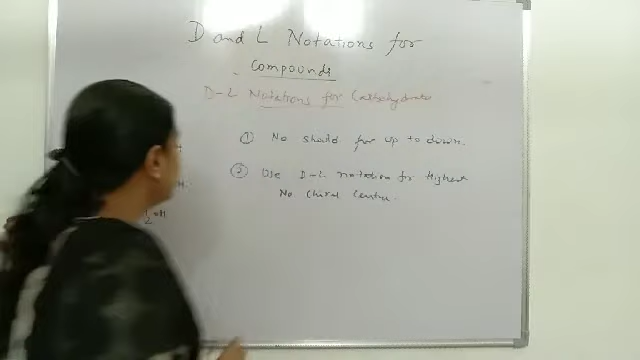 D and L Notations for
Compounds
D-L Notations for Carbohydrates
① No should for up to down.
② Use D-L notation for Highest
No Chiral Center.